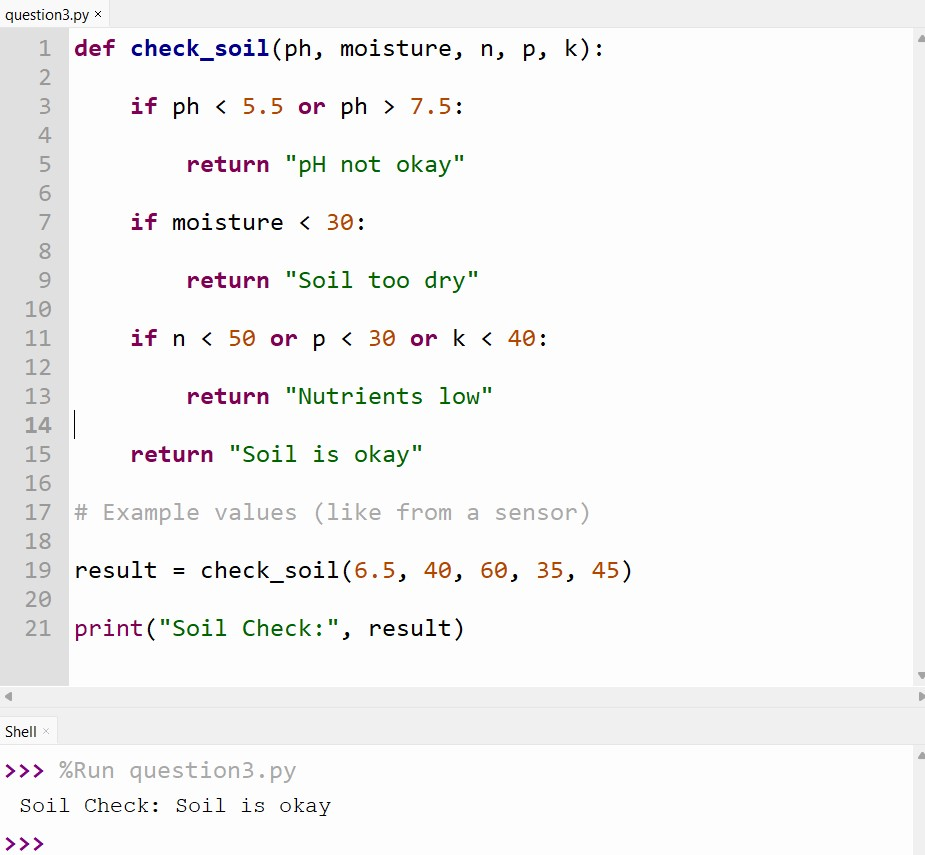 question3.py ×
1 def check_soil(ph, moisture, n, p, k):
2
3     if ph < 5.5 or ph > 7.5:
4
5         return "pH not okay"
6
7     if moisture < 30:
8
9         return "Soil too dry"
10
11     if n < 50 or p < 30 or k < 40:
12
13         return "Nutrients low"
14
15     return "Soil is okay"
16
17 # Example values (like from a sensor)
18
19 result = check_soil(6.5, 40, 60, 35, 45)
20
21 print("Soil Check:", result)
Shell ×
>>> %Run question3.py
Soil Check: Soil is okay
>>>